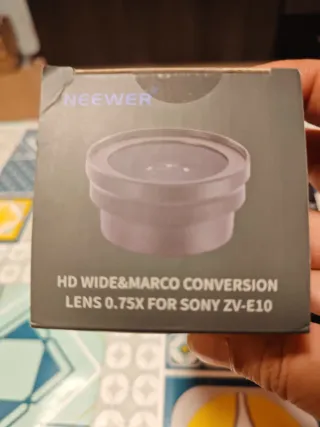 NEEWER
HD WIDE&MARCO CONVERSION
LENS 0.75X FOR SONY ZV-E10